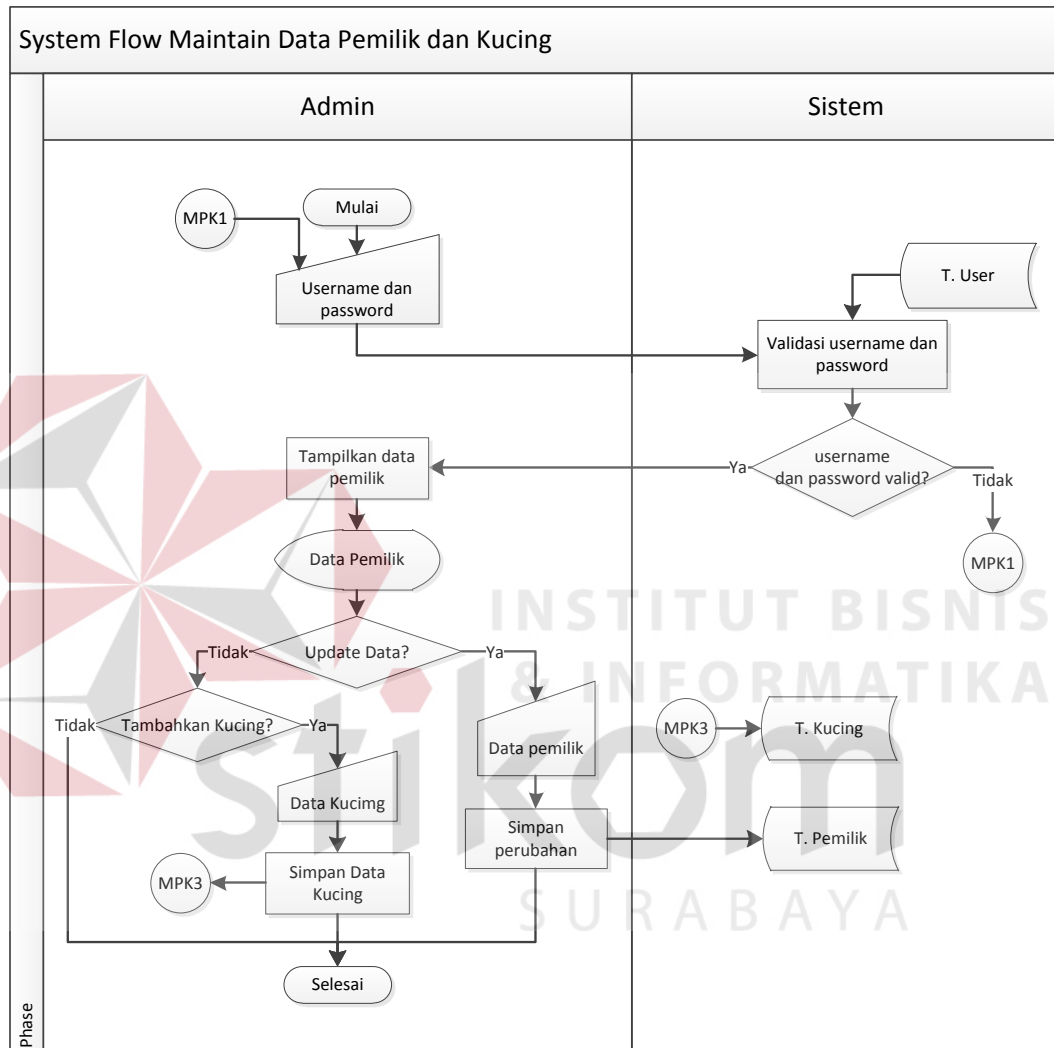 System Flow Maintain Data Pemilik dan Kucing
Admin
Sistem
MPK1
Mulai
Username dan
password
T. User
Validasi username dan
password
username
dan password valid?
Ya
Tidak
MPK1
Tampilkan data
pemilik
Data Pemilik
Update Data?
Tidak
Ya
Tambahkan Kucing?
Tidak
Ya
Data pemilik
MPK3
T. Kucing
Data Kucimg
Simpan
perubahan
T. Pemilik
MPK3
Simpan Data
Kucing
Selesai
Phase
INSTITUT BISNIS
& INFORMATIKA
stikom
SURABAYA